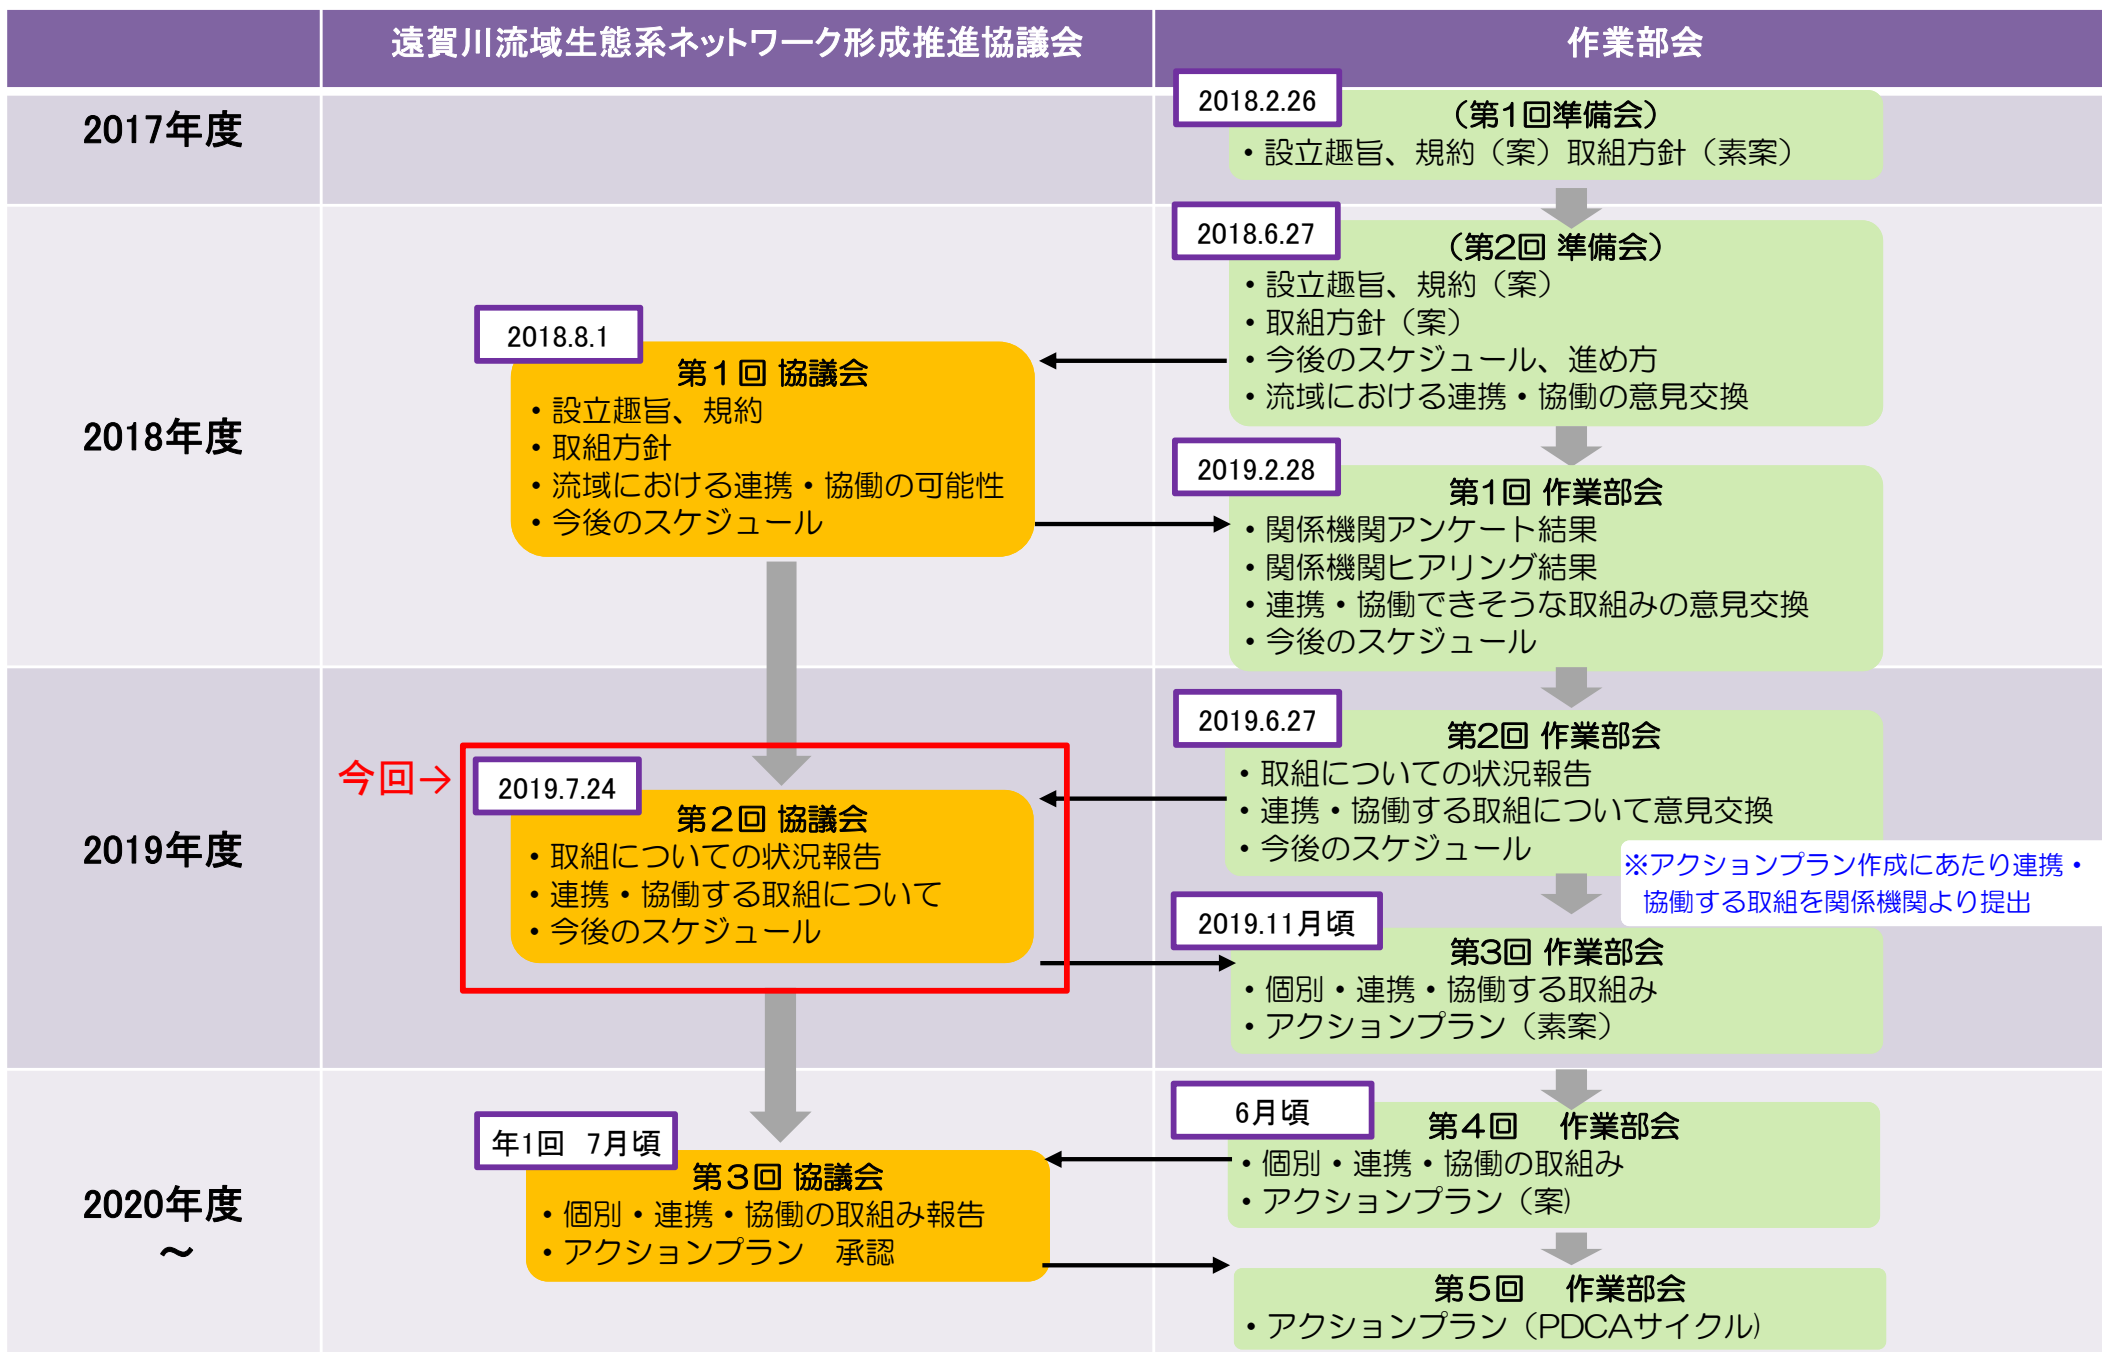 遠賀川流域生態系ネットワーク形成推進協議会
作業部会
2017年度
2018.2.26
（第1回準備会）
・設立趣旨、規約（案）取組方針（素案）
2018年度
2018.6.27
（第2回 準備会）
・設立趣旨、規約（案）
・取組方針（案）
・今後のスケジュール、進め方
・流域における連携・協働の意見交換
2018.8.1
第1回 協議会
・設立趣旨、規約
・取組方針
・流域における連携・協働の可能性
・今後のスケジュール
2019.2.28
第1回 作業部会
・関係機関アンケート結果
・関係機関ヒアリング結果
・連携・協働できそうな取組みの意見交換
・今後のスケジュール
2019年度
2019.6.27
第2回 作業部会
・取組についての状況報告
・連携・協働する取組について意見交換
・今後のスケジュール
※アクションプラン作成にあたり連携・
協働する取組を関係機関より提出
今回→
2019.7.24
第2回 協議会
・取組についての状況報告
・連携・協働する取組について
・今後のスケジュール
2019.11月頃
第3回 作業部会
・個別・連携・協働する取組み
・アクションプラン（素案）
2020年度
～
6月頃
第4回　作業部会
・個別・連携・協働の取組み
・アクションプラン（案)
年1回　7月頃
第3回 協議会
・個別・連携・協働の取組み報告
・アクションプラン　承認
第5回　作業部会
・アクションプラン（PDCAサイクル)